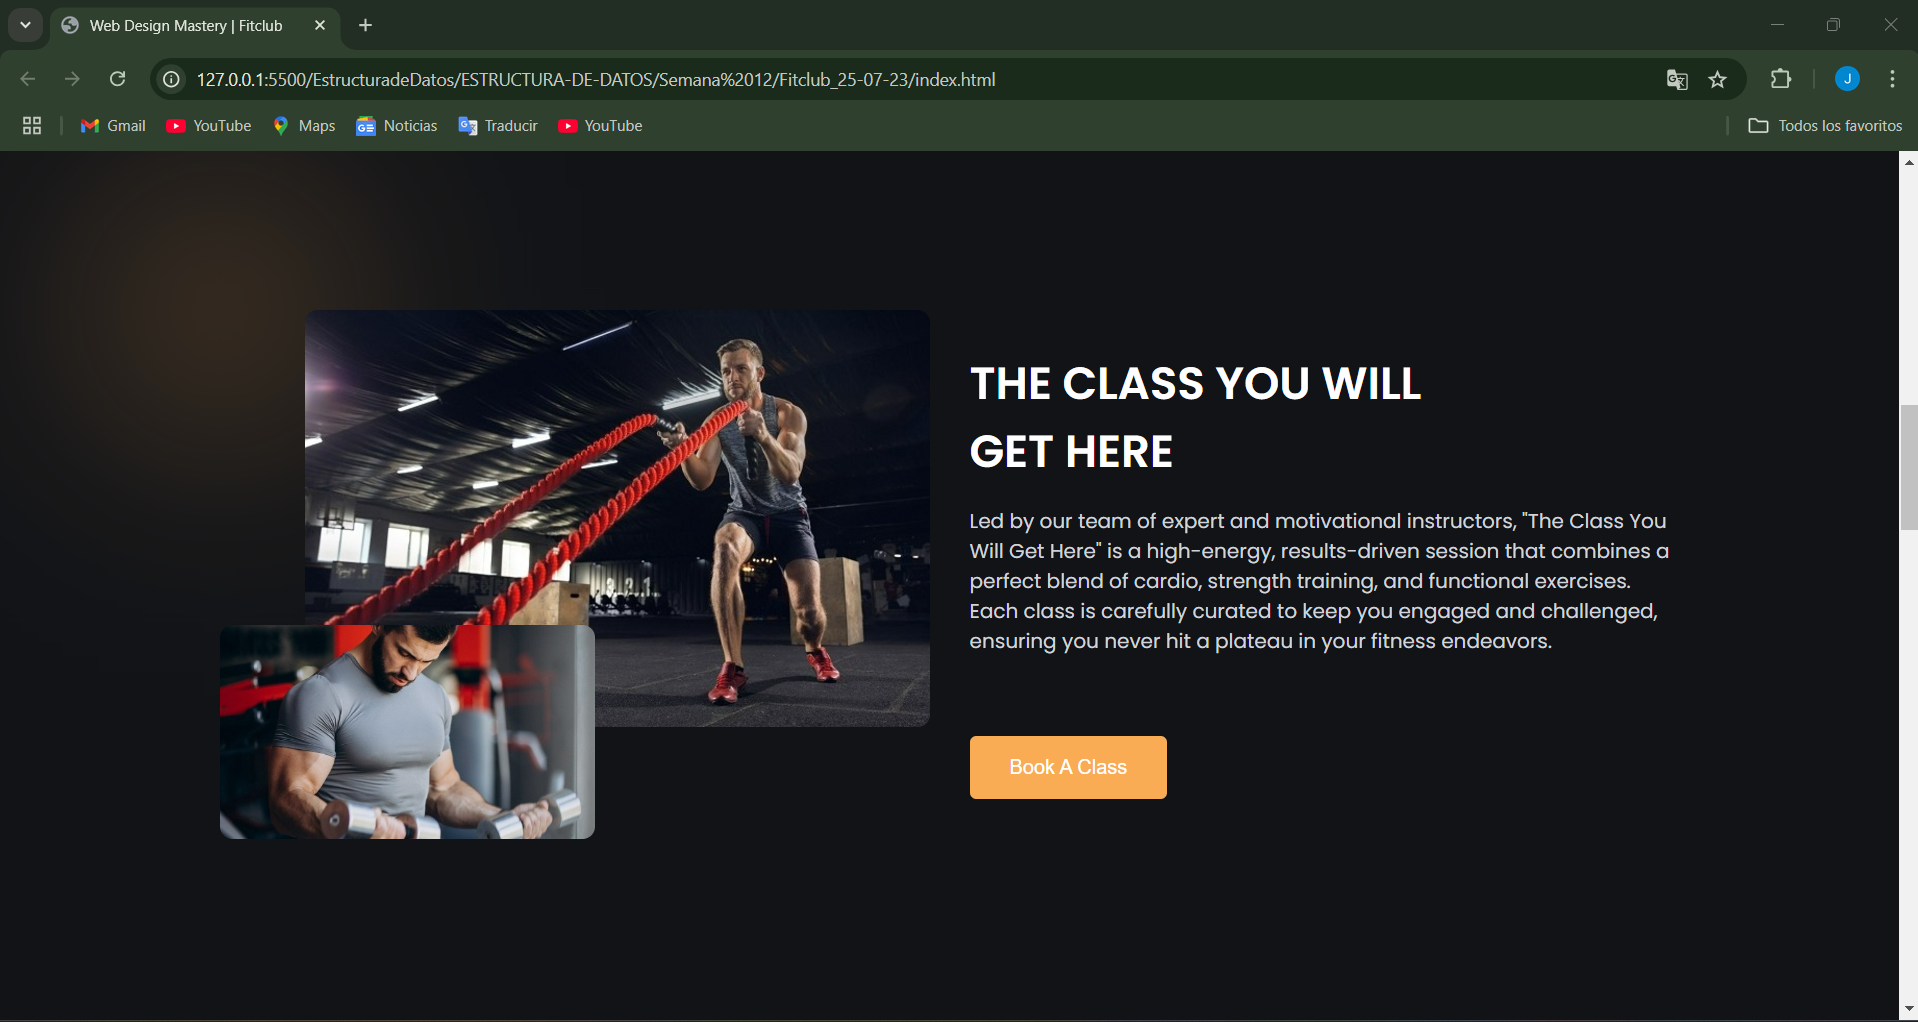 Web Design Mastery | Fitclub
127.0.0.1:5500/EstructuradeDatos/ESTRUCTURA-DE-DATOS/Semana%2012/Fitclub_25-07-23/index.html
J
Gmail
YouTube
Maps
Noticias
Traducir
YouTube
Todos los favoritos
THE CLASS YOU WILL
GET HERE
Led by our team of expert and motivational instructors, "The Class You
Will Get Here" is a high-energy, results-driven session that combines a
perfect blend of cardio, strength training, and functional exercises.
Each class is carefully curated to keep you engaged and challenged,
ensuring you never hit a plateau in your fitness endeavors.
Book A Class